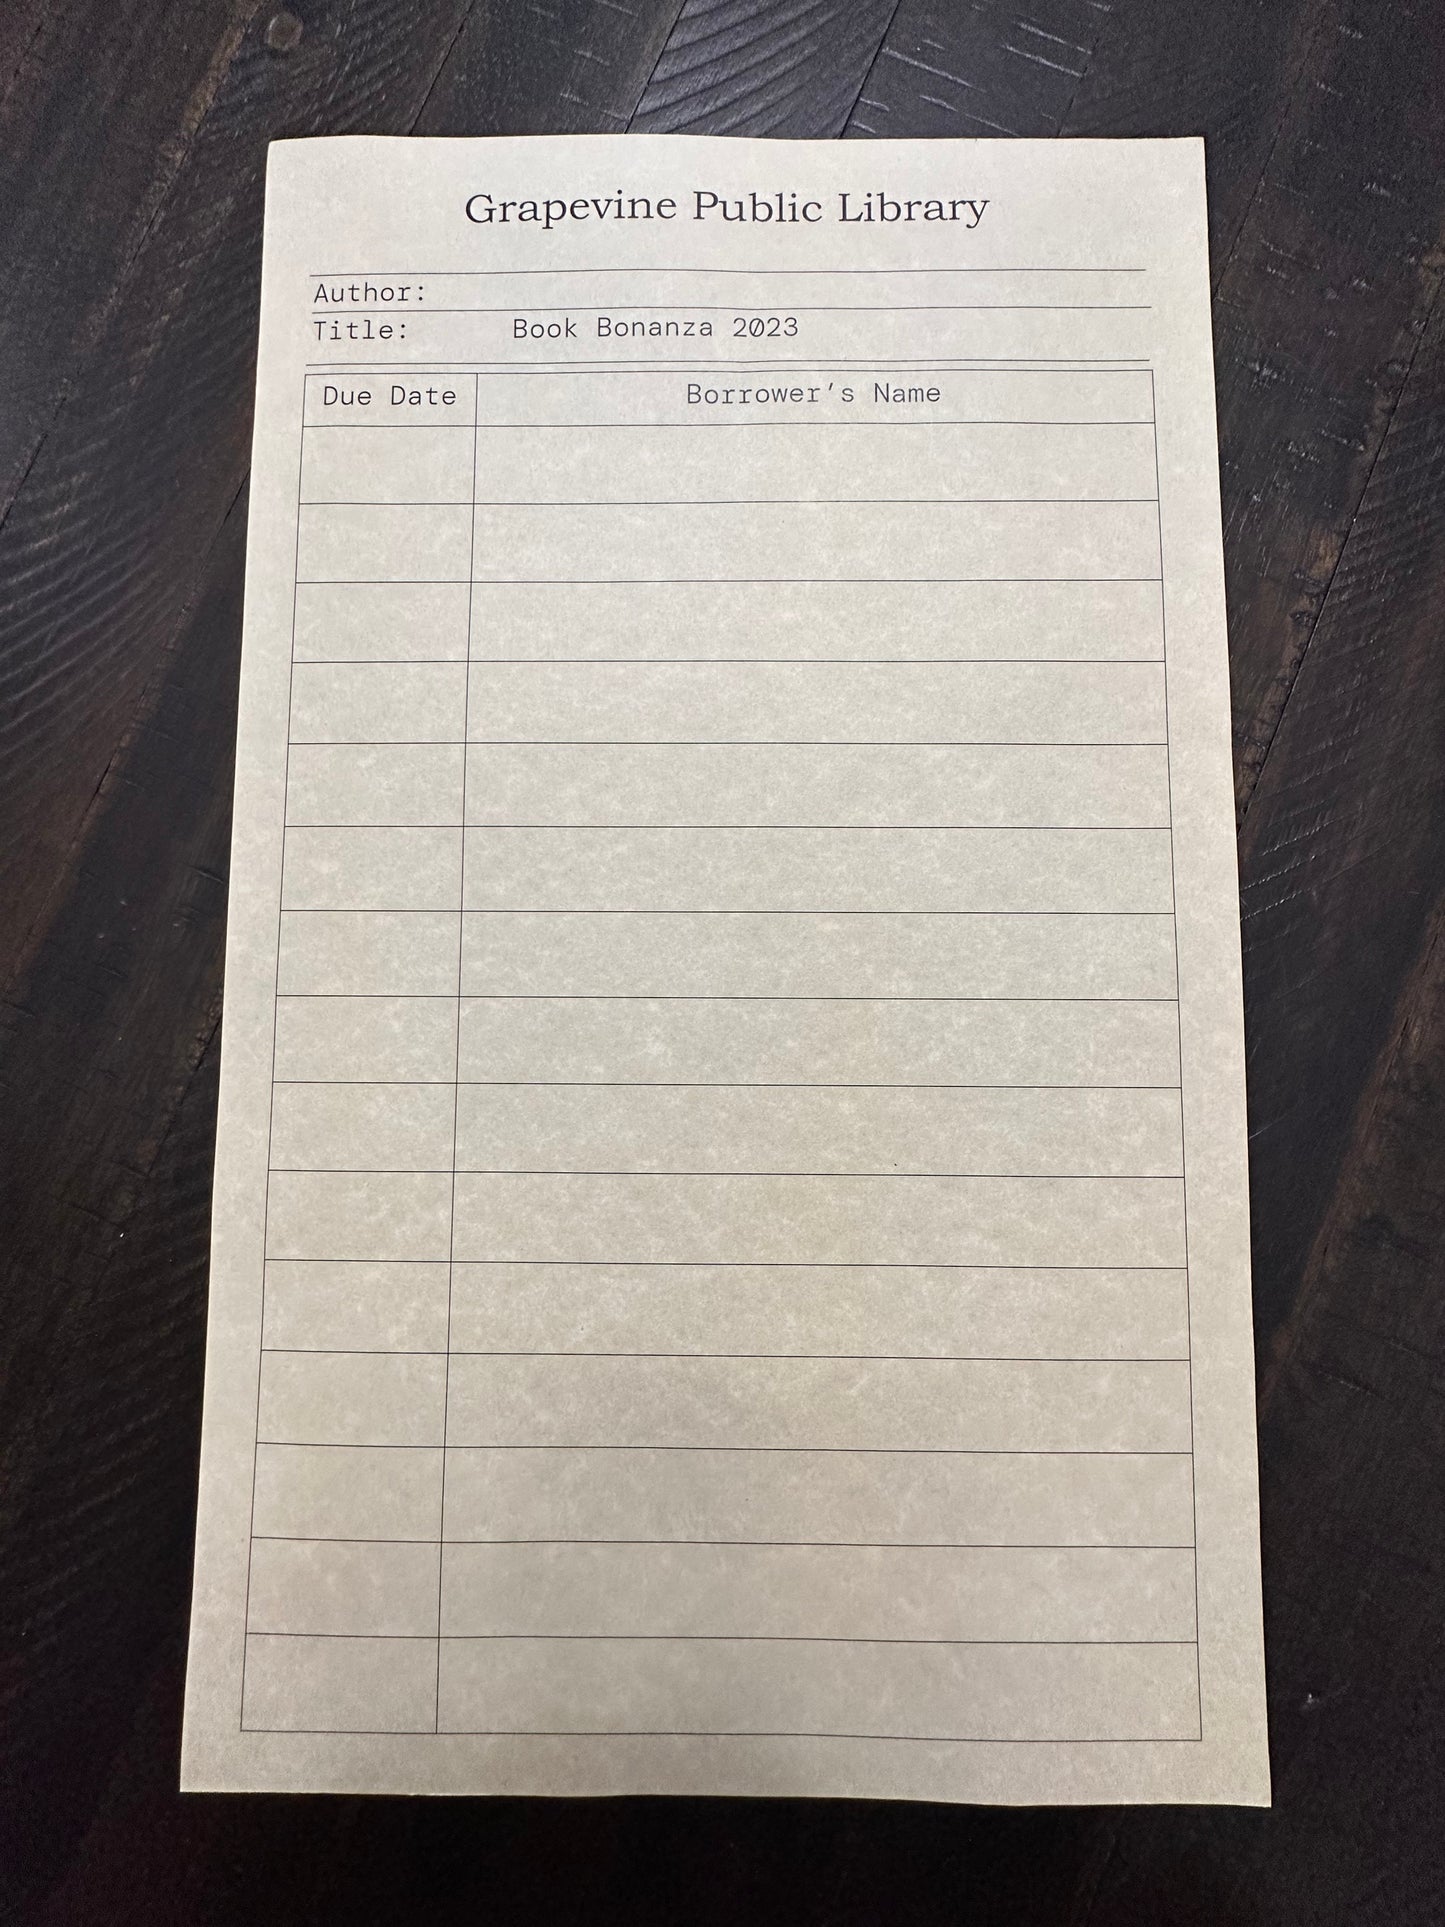 Grapevine Public Library
Author:
Title: Book Bonanza 2023
Due Date Borrower's Name